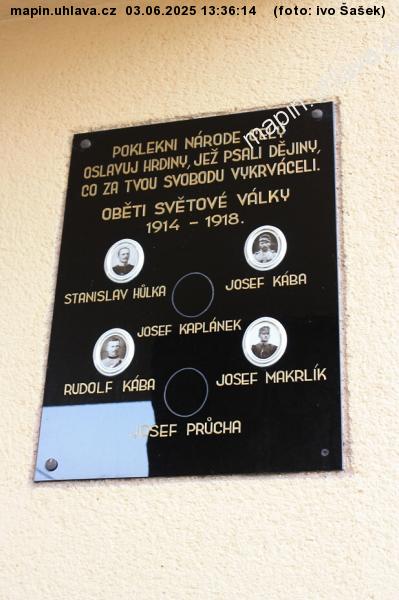 mapin.uhlava.cz 03.06.2025 13:36:14 (foto: ivo Šašek)
POKLEKNI NÁRODE
OSLAVUJ HRDINY, JEŽ PSALI DĚJINY,
CO ZA TVOU SVOBODU VYKRVÁCELI.
OBĚTI SVĚTOVÉ VÁLKY
1914 - 1918.
STANISLAV HŮLKA
JOSEF KÁBA
JOSEF KAPLÁNEK
RUDOLF KÁBA
JOSEF MAKRLÍK
JOSEF PRŮCHA